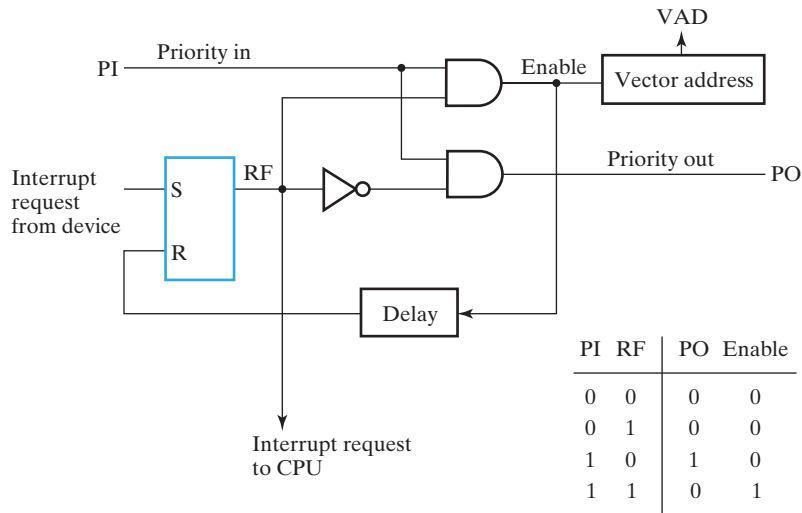 VAD
Priority in
PI
Enable
Vector address
Priority out
PO
RF
Interrupt
request
from device
S
R
Delay
Interrupt request
to CPU
PI RF PO Enable
0 0 0 0
0 1 0 0
1 0 1 0
1 1 0 1